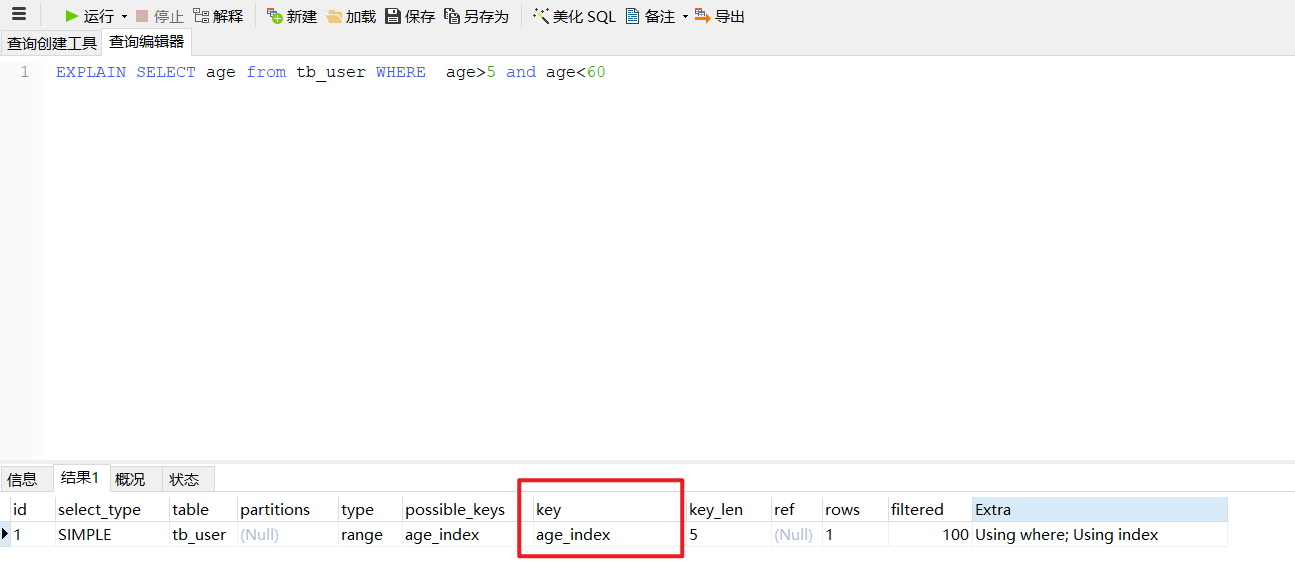 运行 停止 解释 新建 加载 保存 另存为 美化 SQL 备注 导出
查询创建工具 查询编辑器
1 EXPLAIN SELECT age from tb_user WHERE  age>5 and age<60
信息 结果1 概况 状态
id select_type table partitions type possible_keys key key_len ref rows filtered Extra
1 SIMPLE tb_user (Null) range age_index age_index 5 (Null) 1 100 Using where; Using index